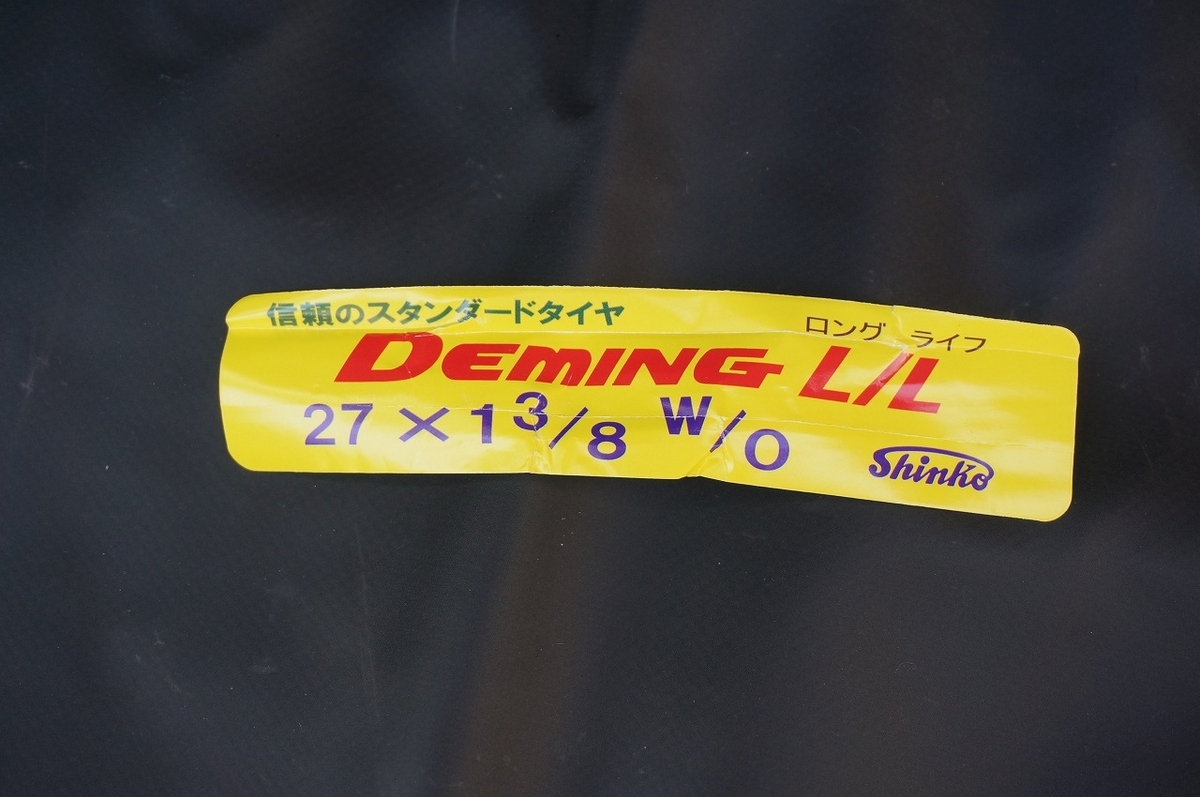 信頼のスタンダードタイヤ
ロング ライフ
DEMING L/L
27 × 1 3/8 W/O
Shinko